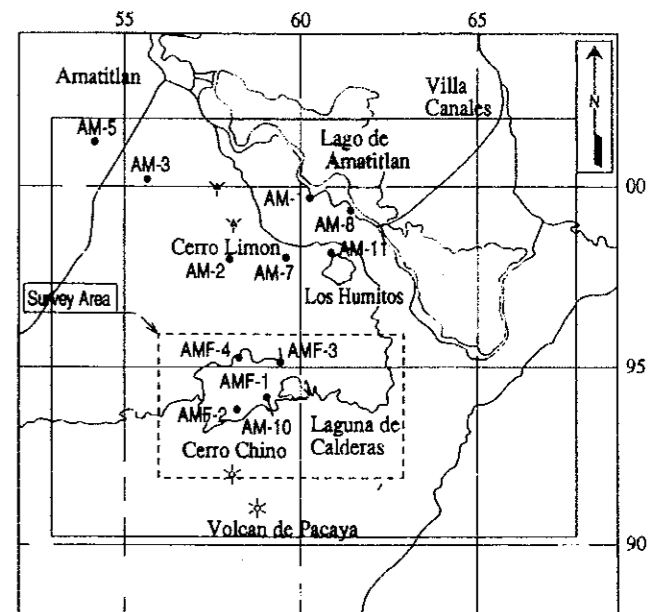 55
60
65
Amatitlan
Villa
Canales
N
AM-5
Lago de
Amatitlan
AM-3
00
AM-1
AM-8
Cerro Limon
AM-11
AM-2
AM-7
Survey Area
Los Humitos
AMF-4
AMF-3
95
AMF-1
AMF-2
AM-10
Laguna de
Calderas
Cerro Chino
Volcan de Pacaya
90